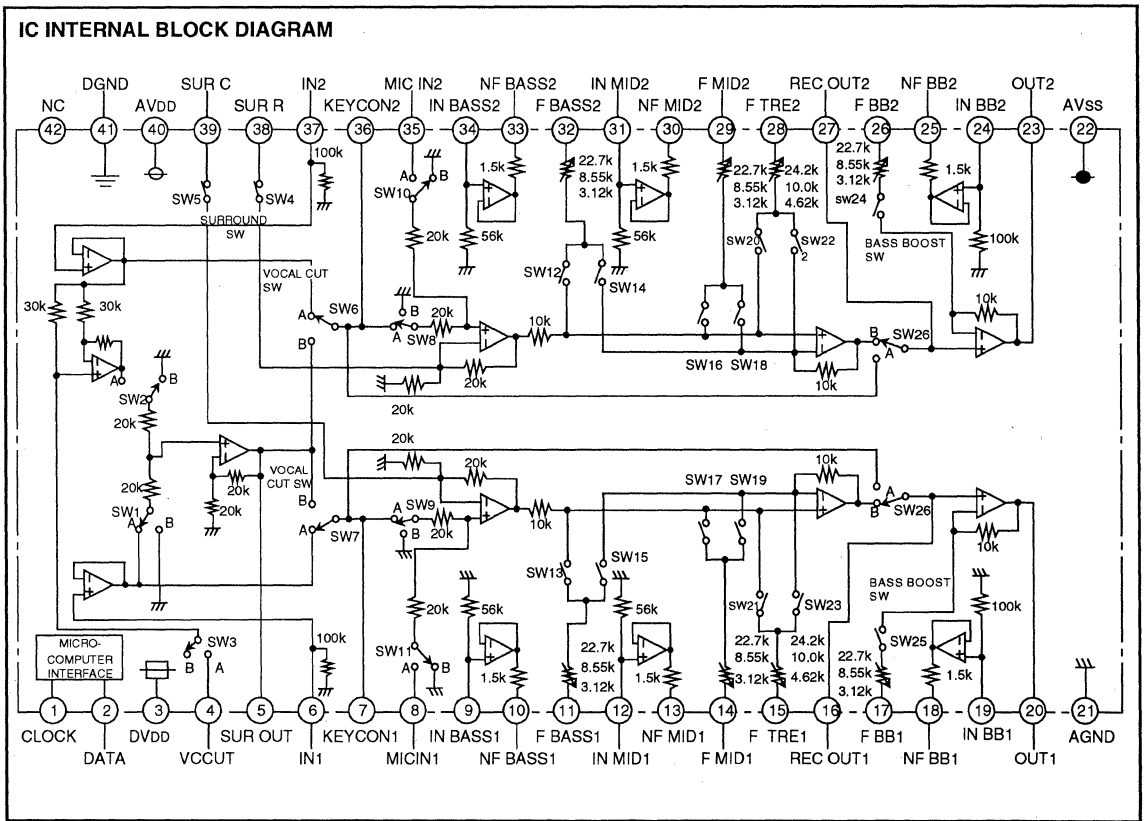 IC INTERNAL BLOCK DIAGRAM
DGND SUR C IN2 MIC IN2 NF BASS2 IN MID2 F MID2 REC OUT2 NF BB2 OUT2
NC AVDD SUR R KEYCON2 IN BASS2 F BASS2 NF MID2 F TRE2 F BB2 IN BB2 AVSS
42 41 40 39 38 37 36 35 34 33 32 31 30 29 28 27 26 25 24 23 22
100k
1.5k
22.7k
8.55k
3.12k
1.5k
22.7k
8.55k
3.12k
24.2k
10.0k
4.62k
22.7k
8.55k
3.12k
1.5k
A B
SW10
SW5 SW4
SURROUND
SW
sw24
20k
56k
56k
SW20 SW22
2
BASS BOOST
SW
100k
30k 30k
VOCAL CUT
SW
SW12 SW14
A SW6
B
B
A SW8
20k
10k
10k
SW16 SW18
B
A
SW26
10k
A
B
SW2
20k
20k
20k
20k
VOCAL
CUT SW
20k
20k
20k
20k
20k
SW1
A B
B
A SW7
A SW9
B
20k
10k
SW17 SW19
10k
A
B
SW26
10k
SW13 SW15
20k
56k
56k
SW21 SW23
BASS BOOST
SW
100k
MICRO-
COMPUTER
INTERFACE
SW3
B A
100k
SW11
A B
1.5k
22.7k
8.55k
3.12k
1.5k
22.7k
8.55k
3.12k
24.2k
10.0k
4.62k
SW25
22.7k
8.55k
3.12k
1.5k
1 2 3 4 5 6 7 8 9 10 11 12 13 14 15 16 17 18 19 20 21
CLOCK DVDD SUR OUT KEYCON1 IN BASS1 F BASS1 NF MID1 F TRE1 F BB1 IN BB1 AGND
DATA VCCUT IN1 MICIN1 NF BASS1 IN MID1 F MID1 REC OUT1 NF BB1 OUT1